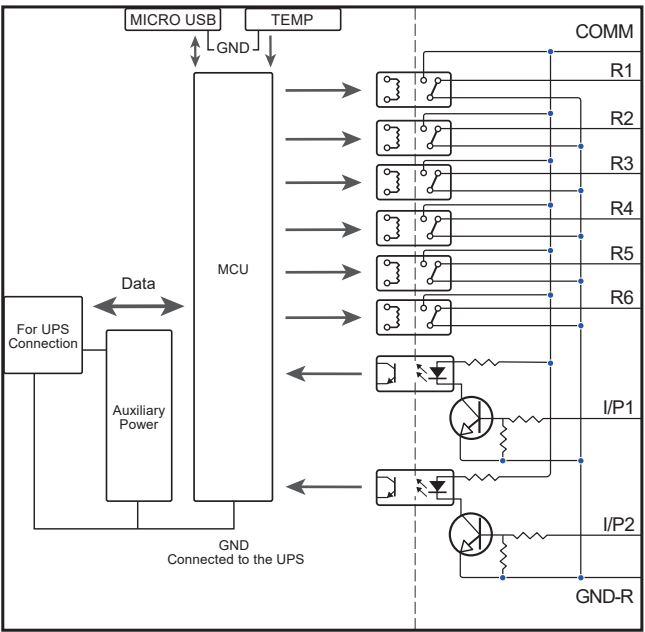 MICRO USB
TEMP
GND
COMM
R1
R2
R3
R4
R5
R6
MCU
Data
For UPS
Connection
Auxiliary
Power
I/P1
I/P2
GND
Connected to the UPS
GND-R